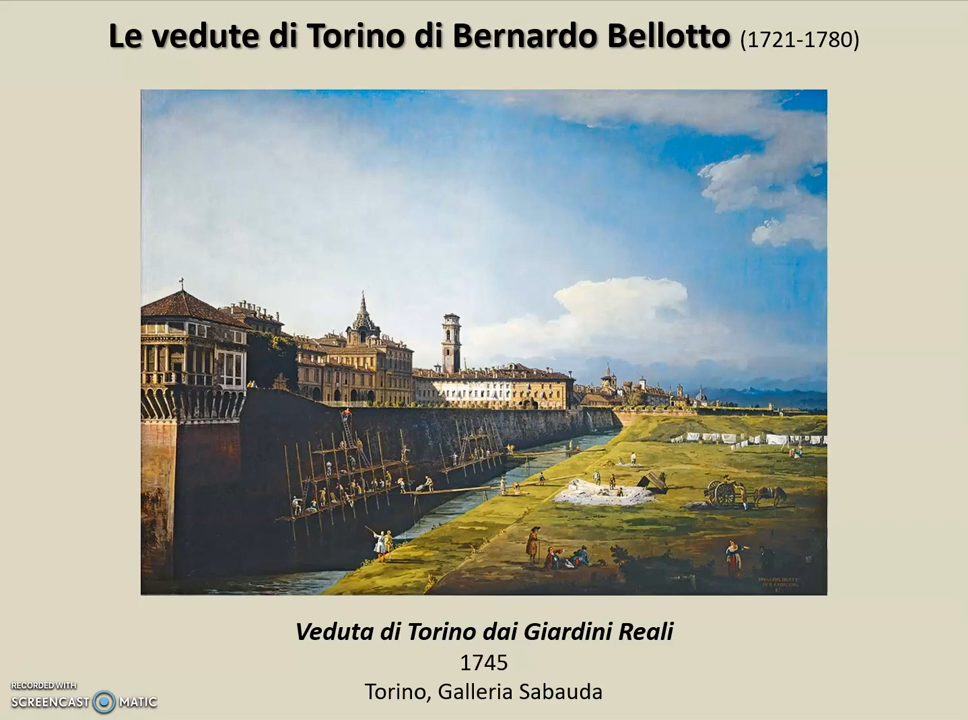 Le vedute di Torino di Bernardo Bellotto (1721-1780)
Veduta di Torino dai Giardini Reali
1745
Torino, Galleria Sabauda
RECORDED WITH
SCREENCAST MATIC